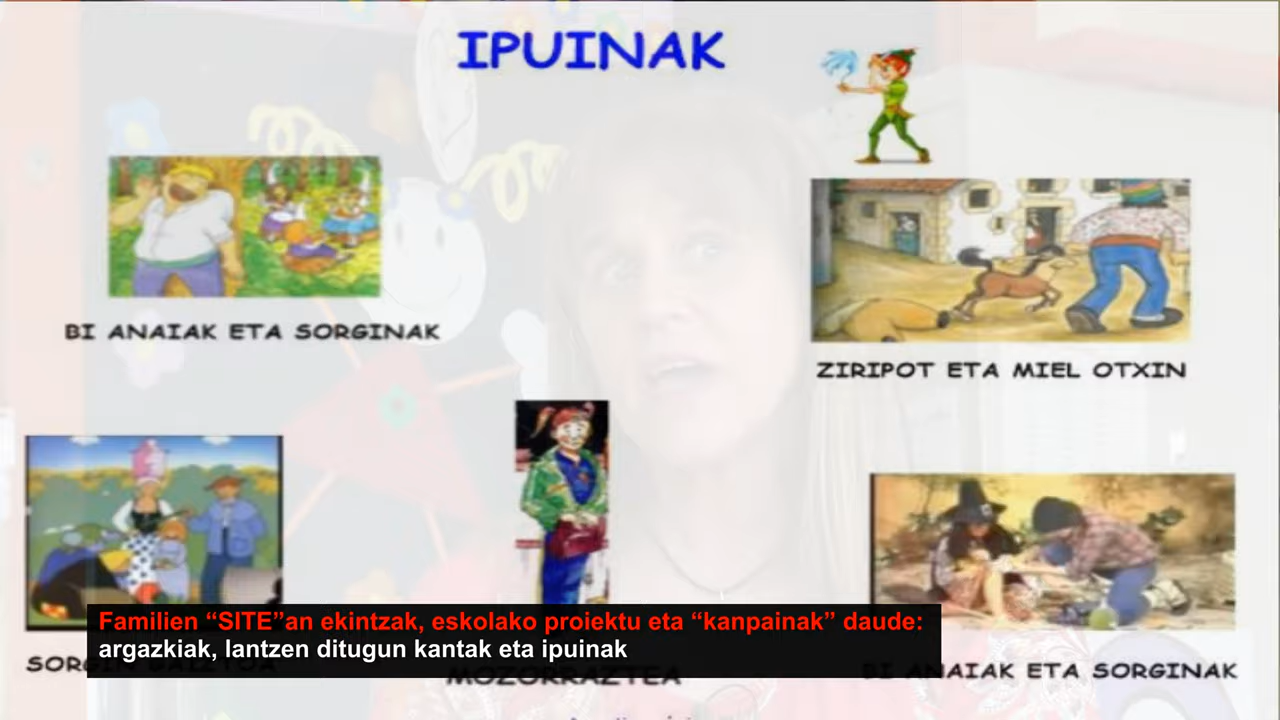 IPUINAK
BI ANAIAK ETA SORGINAK
ZIRIPOT ETA MIEL OTXIN
Familien “SITE”an ekintzak, eskolako proiektu eta “kanpainak” daude:
argazkiak, lantzen ditugun kantak eta ipuinak
MOZORRAZTEA
BI ANAIAK ETA SORGINAK